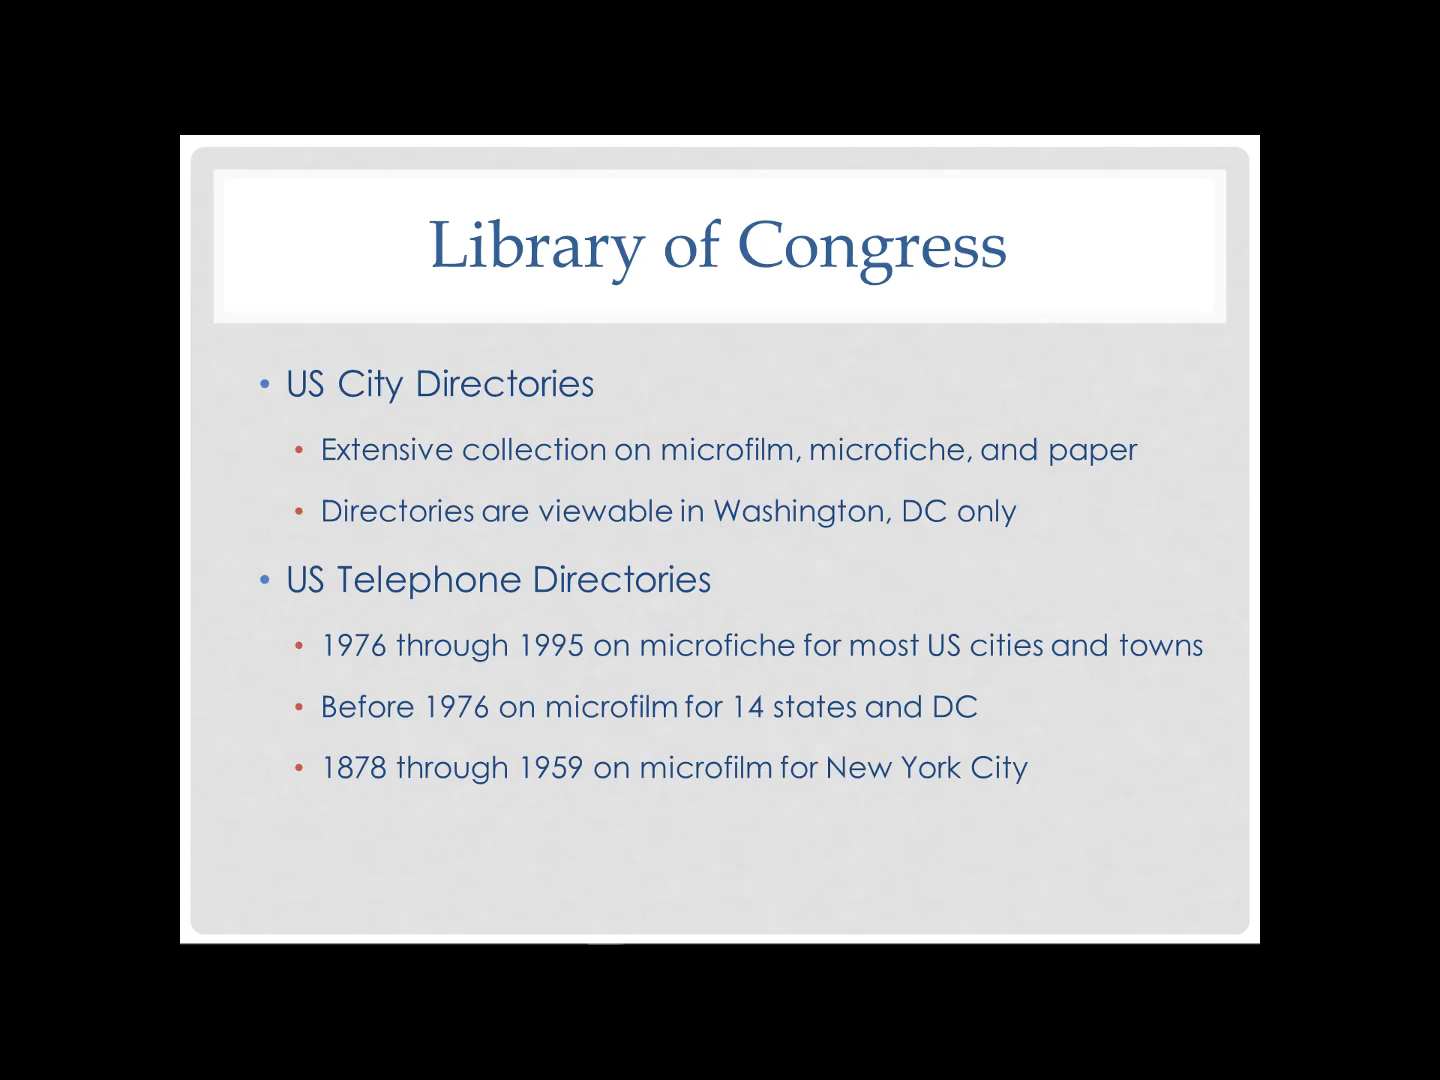 Library of Congress
• US City Directories
• Extensive collection on microfilm, microfiche, and paper
• Directories are viewable in Washington, DC only
• US Telephone Directories
• 1976 through 1995 on microfiche for most US cities and towns
• Before 1976 on microfilm for 14 states and DC
• 1878 through 1959 on microfilm for New York City